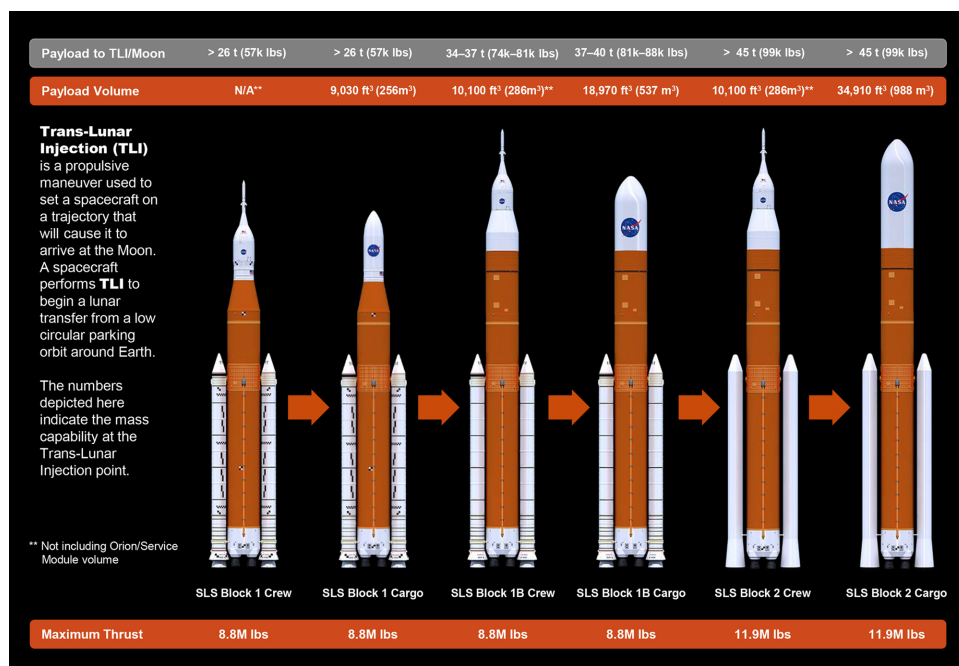 Payload to TLI/Moon > 26 t (57k lbs) > 26 t (57k lbs) 34–37 t (74k–81k lbs) 37–40 t (81k–88k lbs) > 45 t (99k lbs) > 45 t (99k lbs)
Payload Volume N/A** 9,030 ft³ (256m³) 10,100 ft³ (286m³)** 18,970 ft³ (537 m³) 10,100 ft³ (286m³)** 34,910 ft³ (988 m³)
Trans-Lunar
Injection (TLI)
is a propulsive
maneuver used to
set a spacecraft on
a trajectory that
will cause it to
arrive at the Moon.
A spacecraft
performs TLI to
begin a lunar
transfer from a low
circular parking
orbit around Earth.
The numbers
depicted here
indicate the mass
capability at the
Trans-Lunar
Injection point.
** Not including Orion/Service
Module volume
NASA
NASA
NASA
SLS Block 1 Crew SLS Block 1 Cargo SLS Block 1B Crew SLS Block 1B Cargo SLS Block 2 Crew SLS Block 2 Cargo
Maximum Thrust 8.8M lbs 8.8M lbs 8.8M lbs 8.8M lbs 11.9M lbs 11.9M lbs